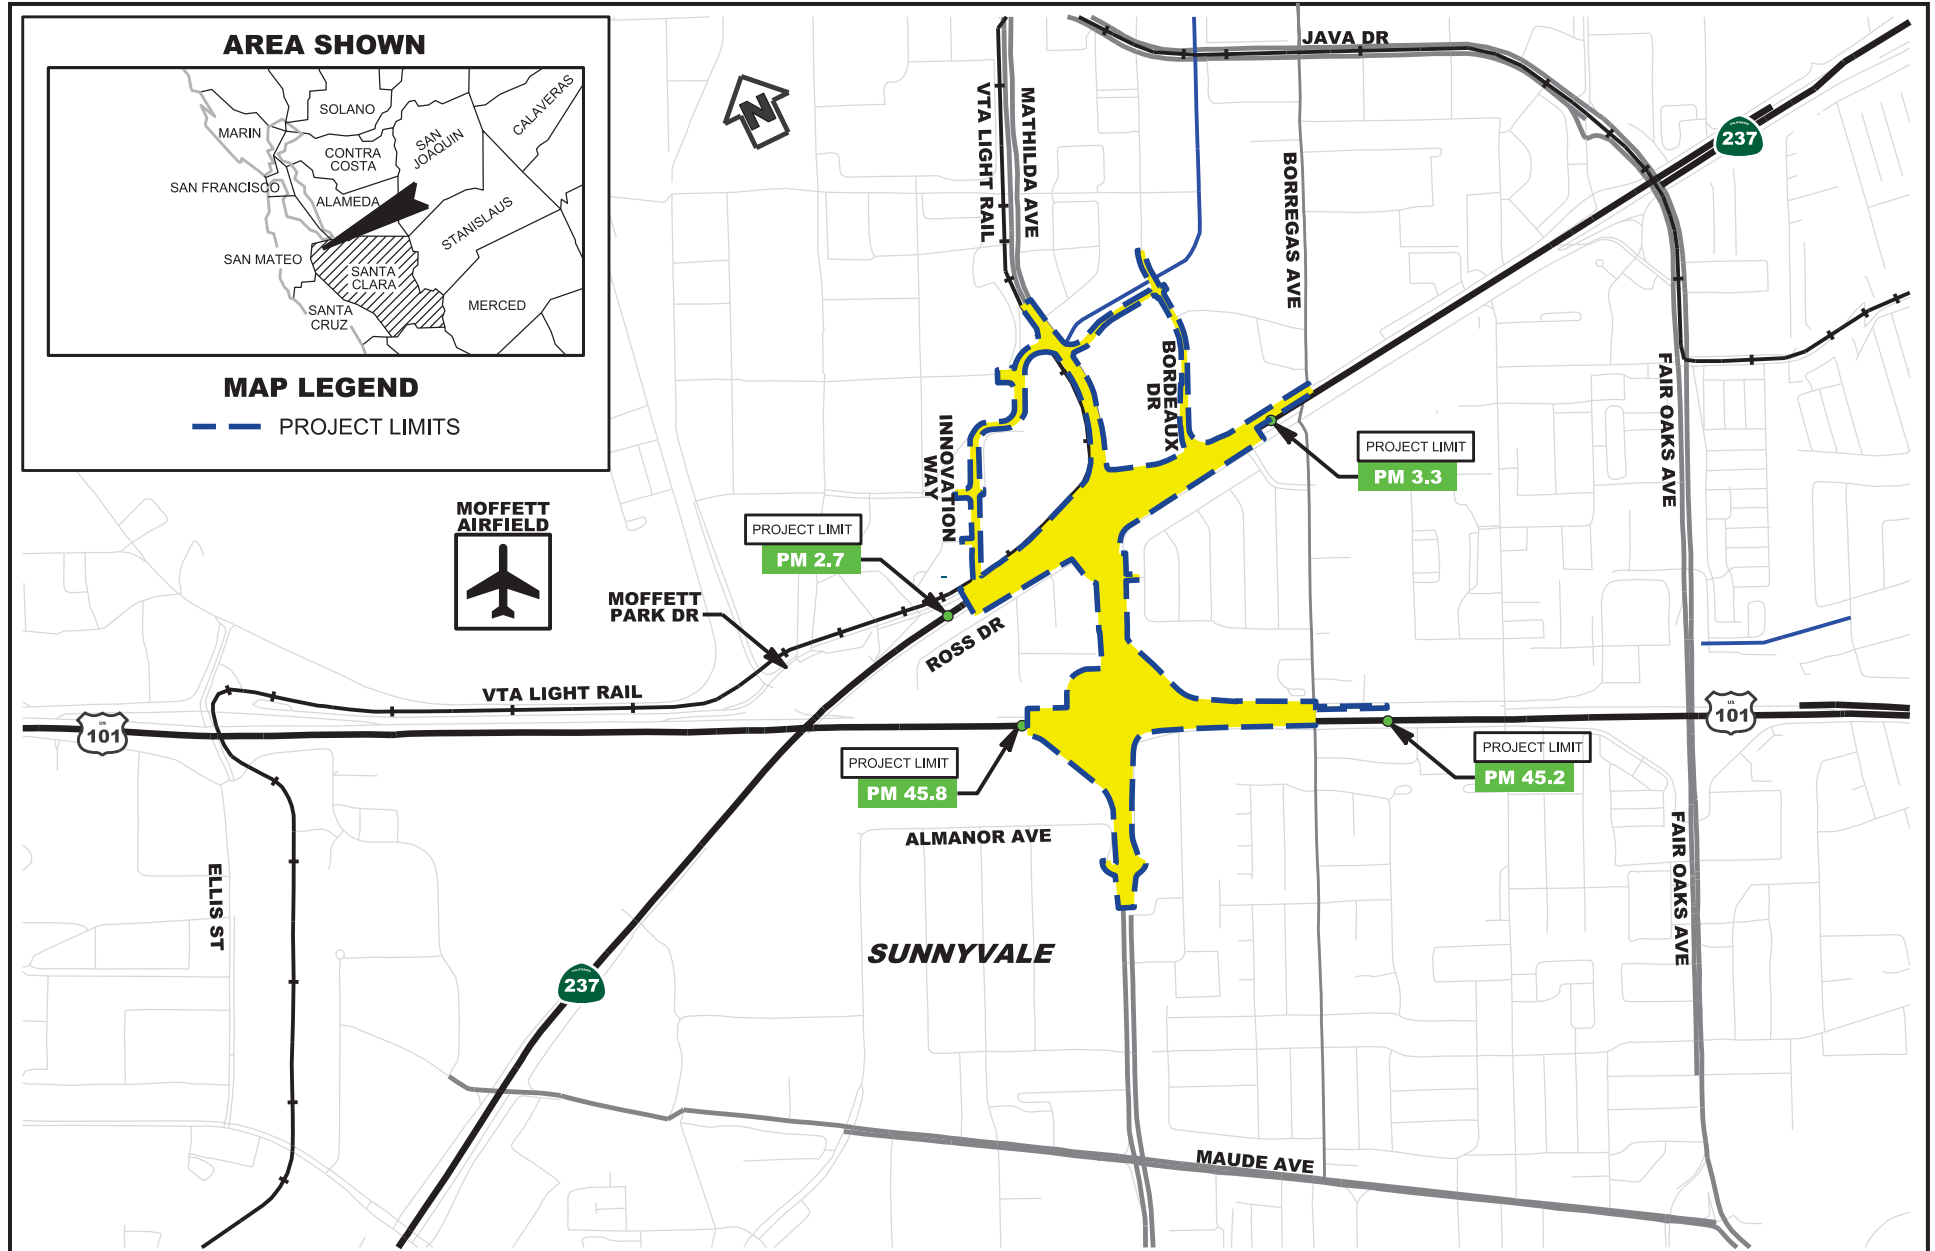 AREA SHOWN
SOLANO
MARIN
CALAVERAS
SAN
JOAQUIN
CONTRA
COSTA
SAN FRANCISCO
ALAMEDA
STANISLAUS
SAN MATEO
SANTA
CLARA
SANTA
CRUZ
MERCED
MAP LEGEND
PROJECT LIMITS
N
JAVA DR
VTA LIGHT RAIL
MATHILDA AVE
BORREGAS AVE
237
BORDEAUX
DR
FAIR OAKS AVE
INNOVATION
WAY
PROJECT LIMIT
PM 3.3
MOFFETT
AIRFIELD
PROJECT LIMIT
PM 2.7
MOFFETT
PARK DR
ROSS DR
VTA LIGHT RAIL
US
101
US
101
PROJECT LIMIT
PM 45.8
PROJECT LIMIT
PM 45.2
ALMANOR AVE
ELLIS ST
FAIR OAKS AVE
SUNNYVALE
237
MAUDE AVE